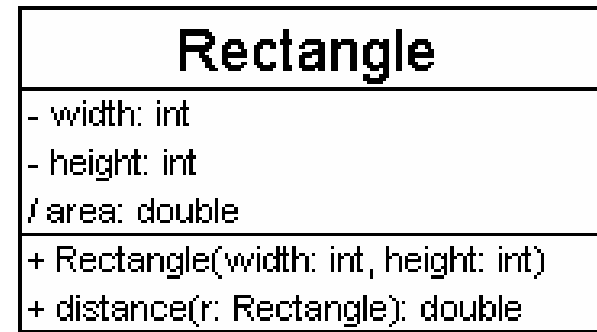 Rectangle
- width: int
- height: int
/ area: double
+ Rectangle(width: int, height: int)
+ distance(r: Rectangle): double